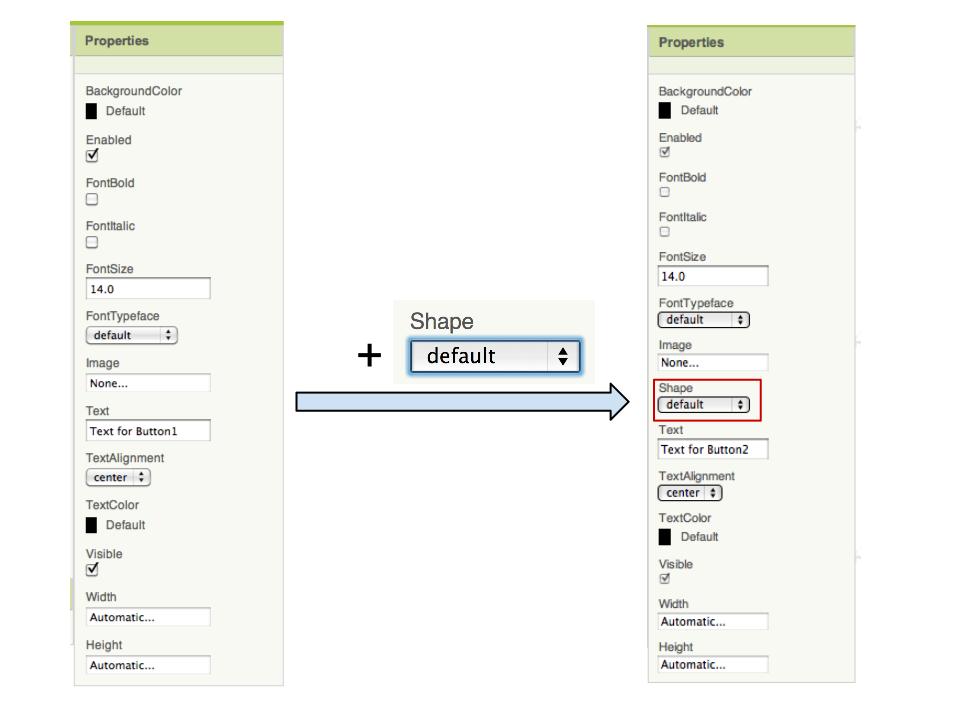 Properties
BackgroundColor
Default
Enabled
FontBold
FontItalic
FontSize
14.0
FontTypeface
default
Image
None...
Text
Text for Button1
TextAlignment
center
TextColor
Default
Visible
Width
Automatic...
Height
Automatic...
+
Shape
default
Properties
BackgroundColor
Default
Enabled
FontBold
FontItalic
FontSize
14.0
FontTypeface
default
Image
None...
Shape
default
Text
Text for Button2
TextAlignment
center
TextColor
Default
Visible
Width
Automatic...
Height
Automatic...